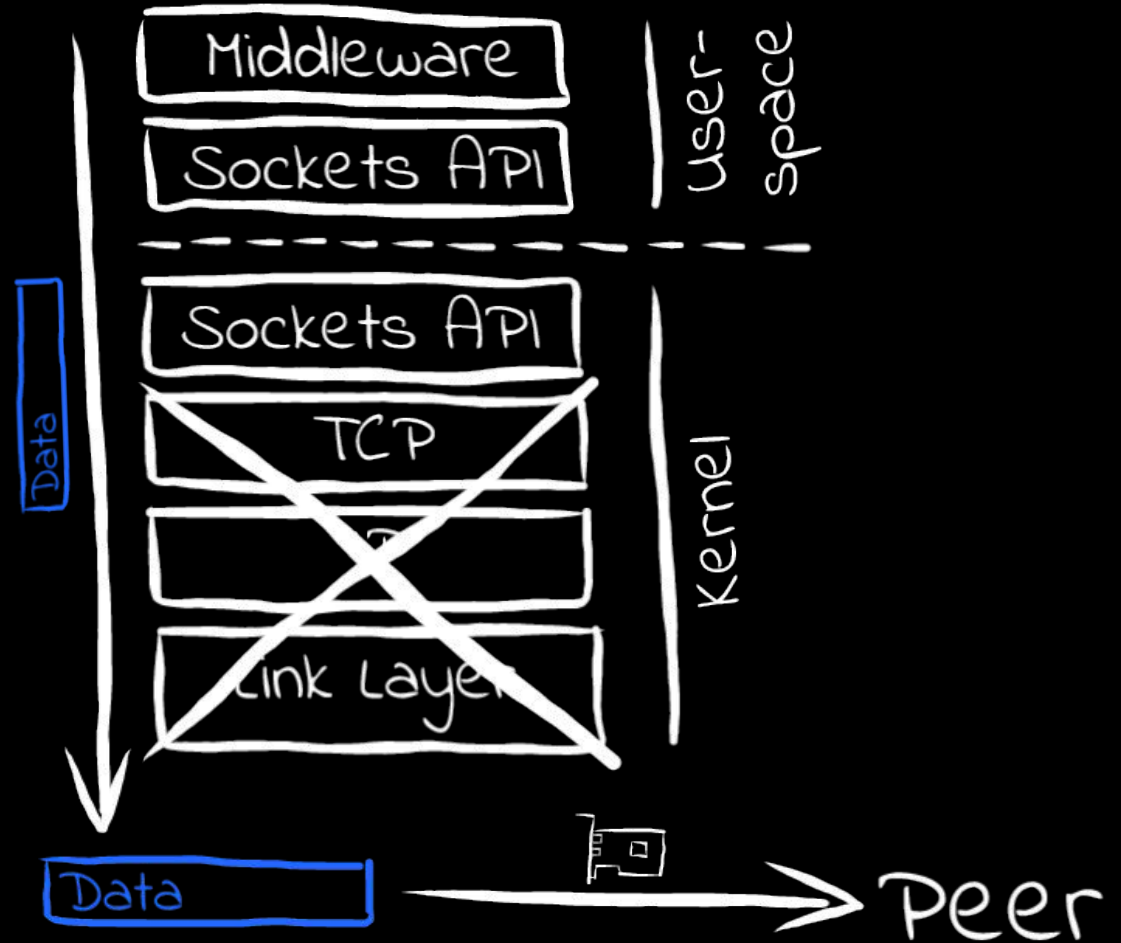 Middleware
Sockets API
user-
space
Sockets API
TCP
Link Layer
Kernel
Data
Data
Peer